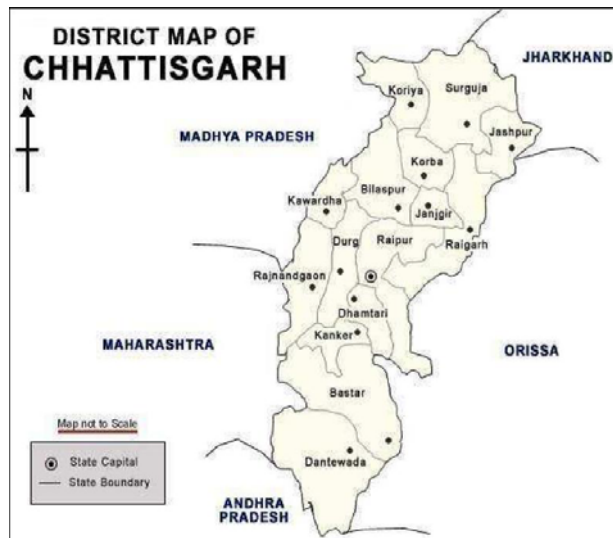 DISTRICT MAP OF
CHHATTISGARH
N
JHARKHAND
Koriya
Surguja
MADHYA PRADESH
Jashpur
Korba
Bilaspur
Kawardha
Janjgir
Durg
Raipur
Raigarh
Rajnandgaon
Dhamtari
Kanker
MAHARASHTRA
ORISSA
Bastar
Map not to Scale
State Capital
State Boundary
Dantewada
ANDHRA
PRADESH